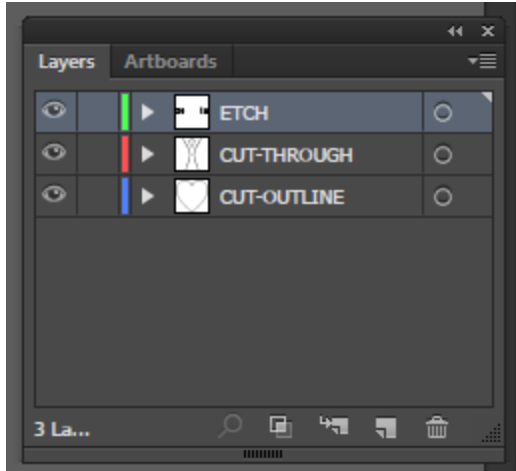 Layers Artboards
ETCH
CUT-THROUGH
CUT-OUTLINE
3 La...